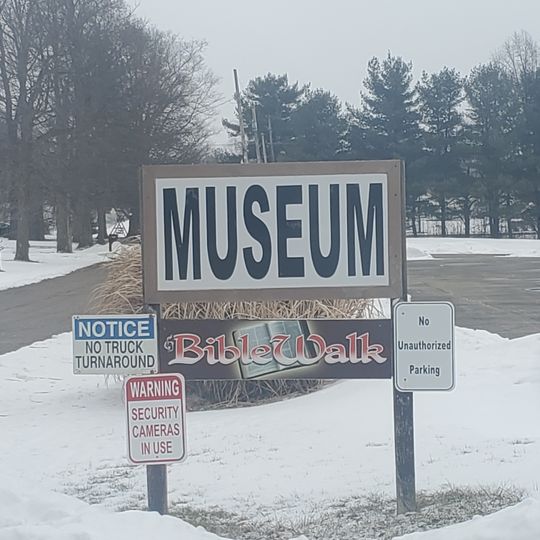 MUSEUM
BibleWalk
NOTICE
NO TRUCK
TURNAROUND
WARNING
SECURITY
CAMERAS
IN USE
No
Unauthorized
Parking